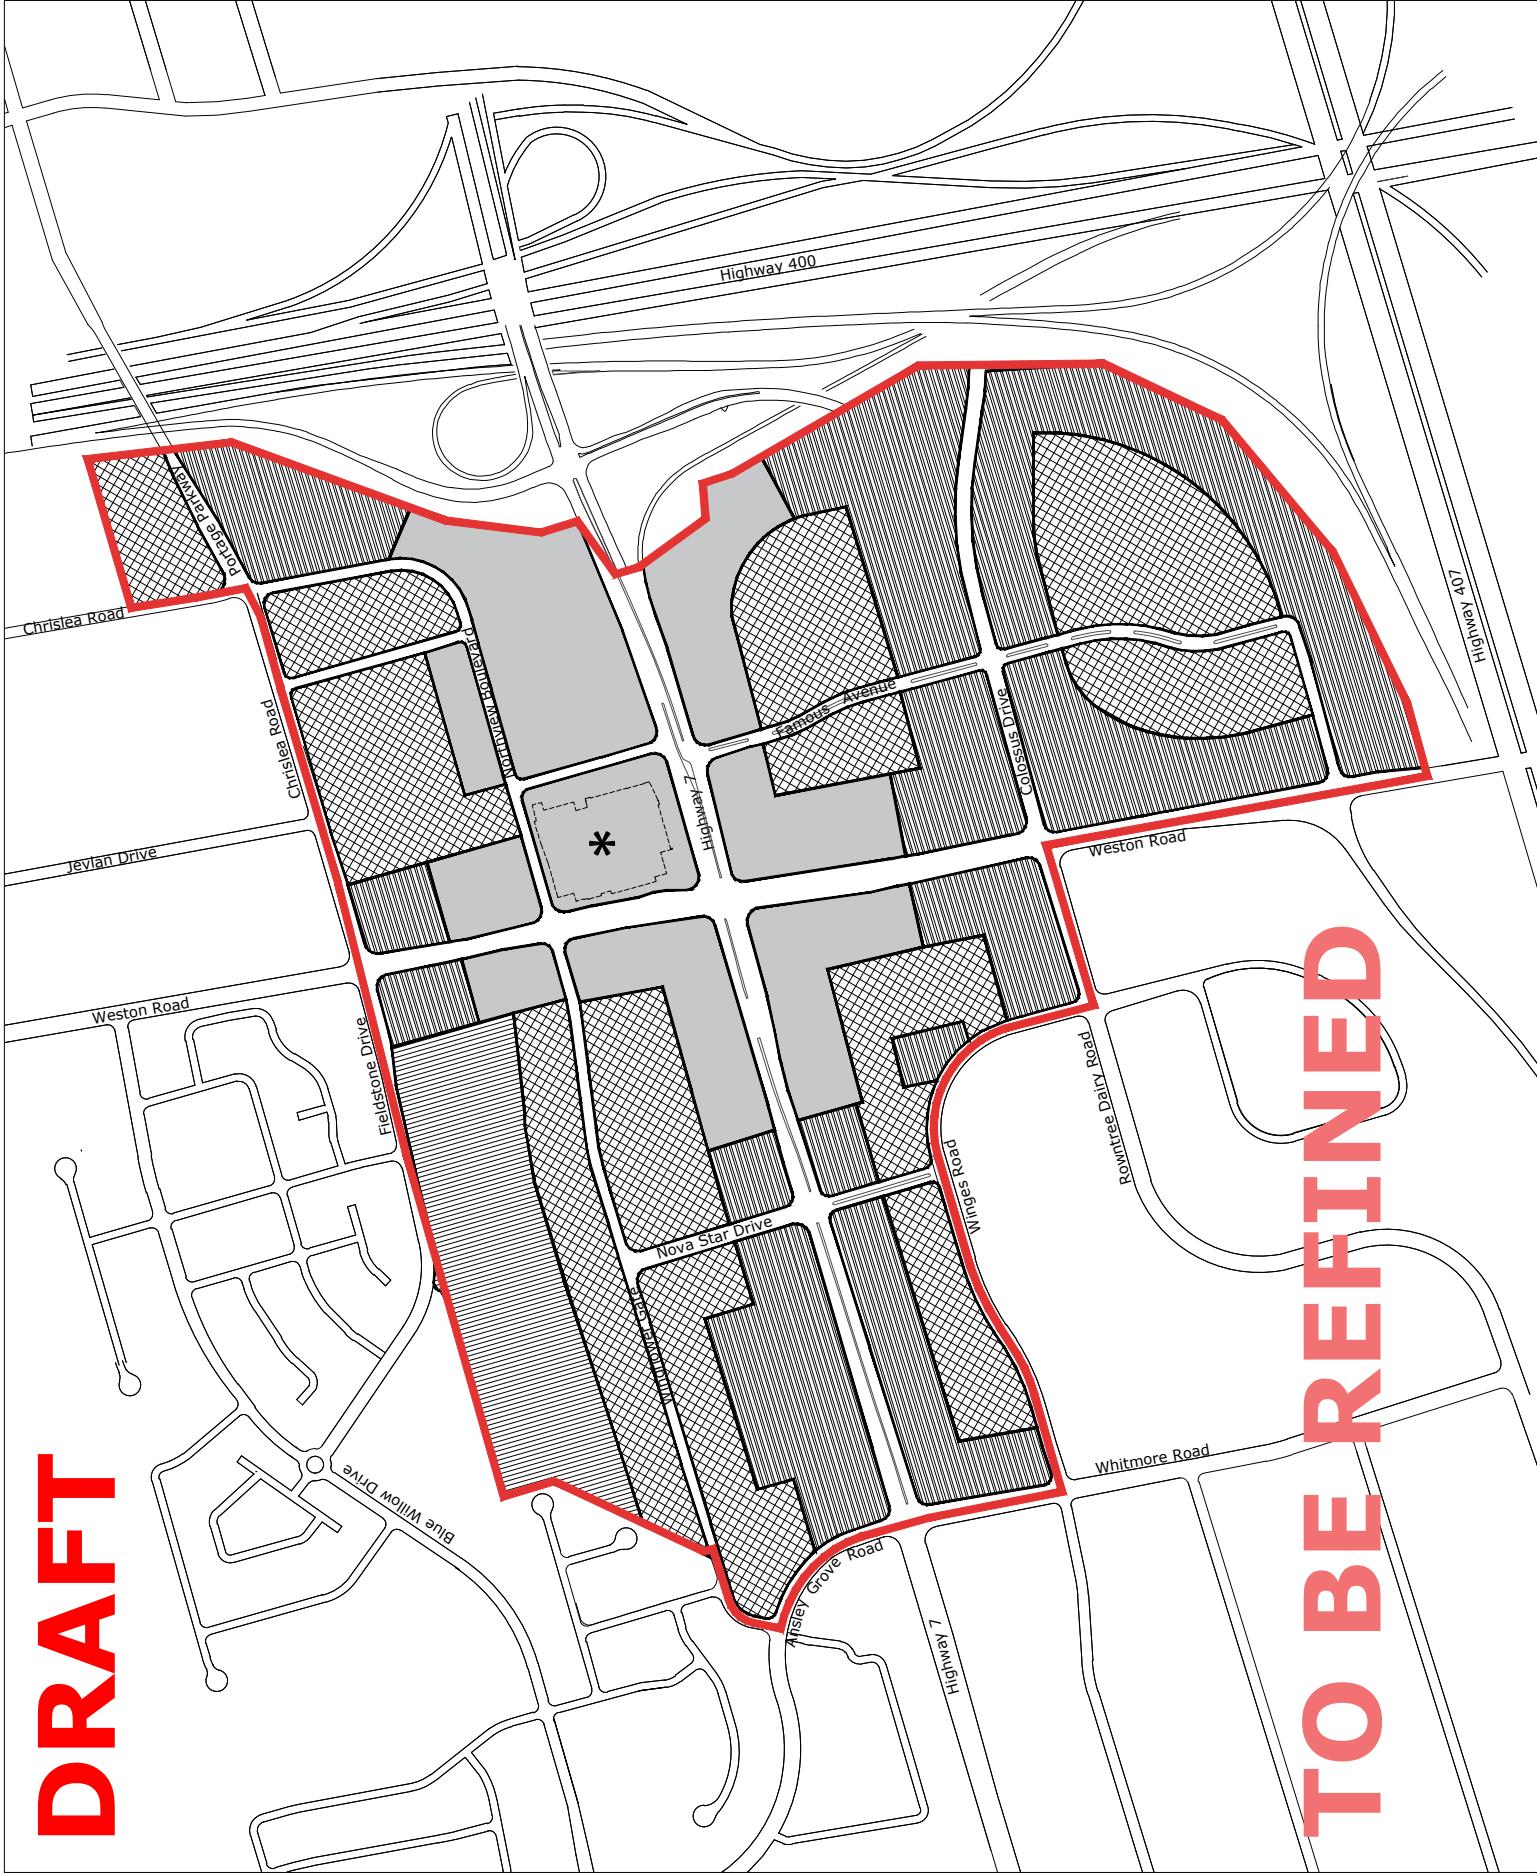 Highway 400
Portage Parkway
Chrislea Road
Highway 407
Northview Boulevard
Famous Avenue
Chrislea Road
Colossus Drive
Highway 7
*
Jevlan Drive
Weston Road
Weston Road
Fieldstone Drive
Rowntree Dairy Road
Winges Road
Nova Star Drive
Windflower Gate
Whitmore Road
Blue Willow Drive
Ansley Grove Road
Highway 7
DRAFT
TO BE REFINED